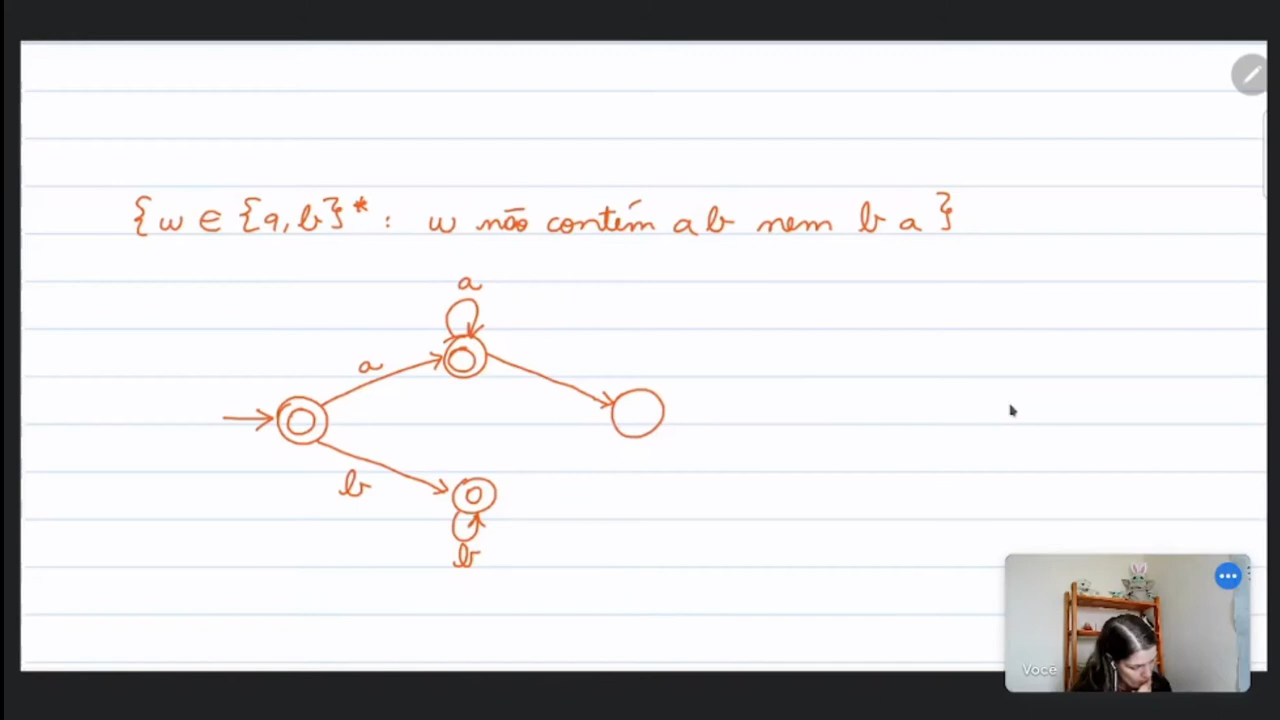 {w ∈ {a, b}* : w não contém ab nem ba}
a
a
b
b
Você